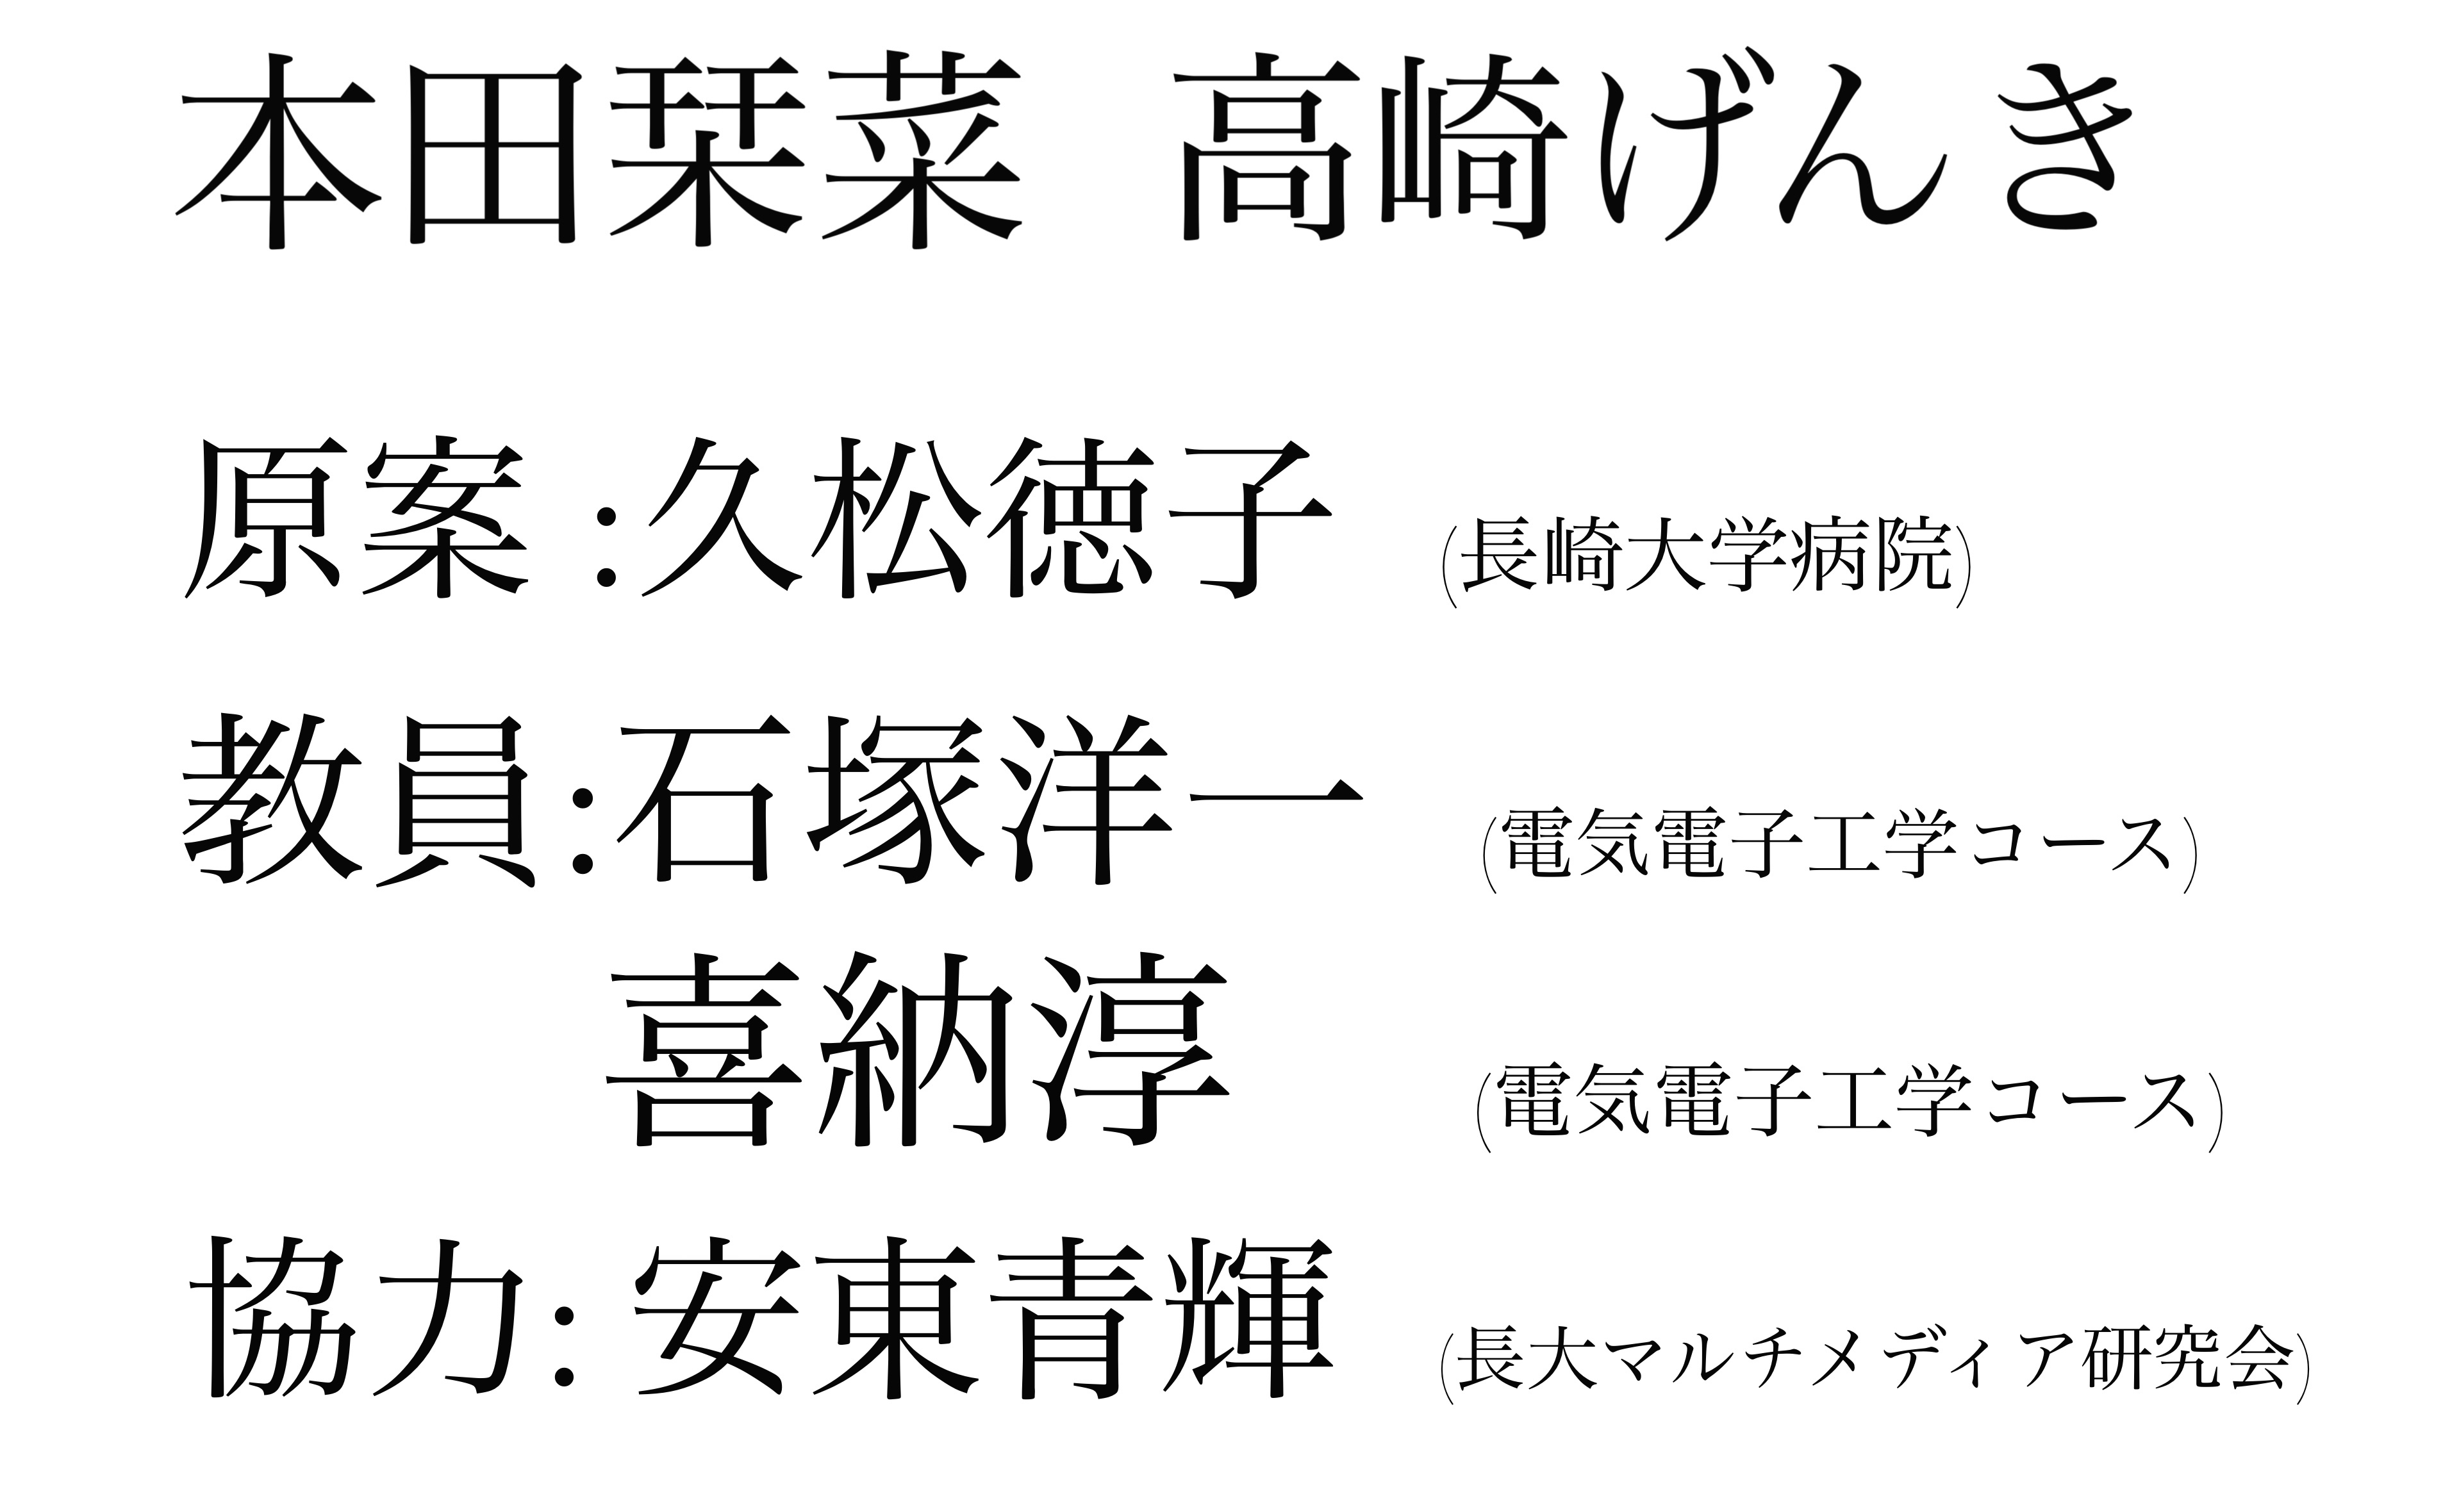 本田栞菜 高崎げんき
原案:久松徳子 (長崎大学病院)
教員:石塚洋一 (電気電子工学コース)
喜納淳 (電気電子工学コース)
協力:安東青輝 (長大マルチメディア研究会)